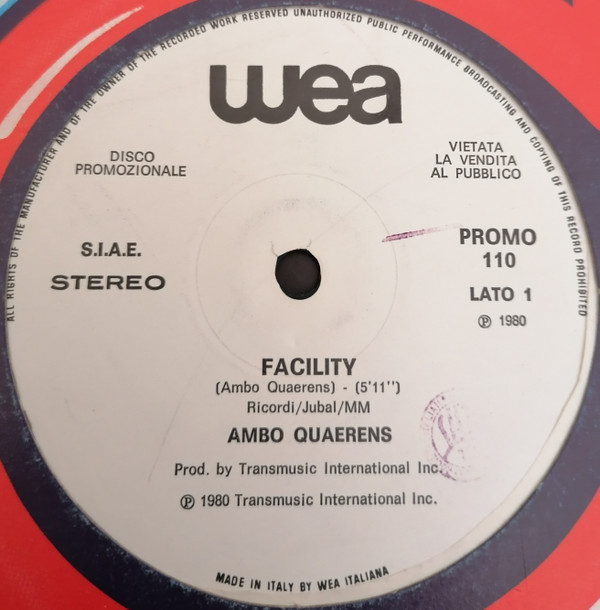 ALL RIGHTS OF THE MANUFACTURER AND OF THE OWNER OF THE RECORDED WORK RESERVED UNAUTHORIZED PUBLIC PERFORMANCE BROADCASTING AND COPYING OF THIS RECORD PROHIBITED
wea
DISCO
PROMOZIONALE
VIETATA
LA VENDITA
AL PUBBLICO
S.I.A.E.
STEREO
PROMO
110
LATO 1
℗ 1980
FACILITY
(Ambo Quaerens) - (5'11'')
Ricordi/Jubal/MM
AMBO QUAERENS
Prod. by Transmusic International Inc.
℗ 1980 Transmusic International Inc.
MADE IN ITALY BY WEA ITALIANA